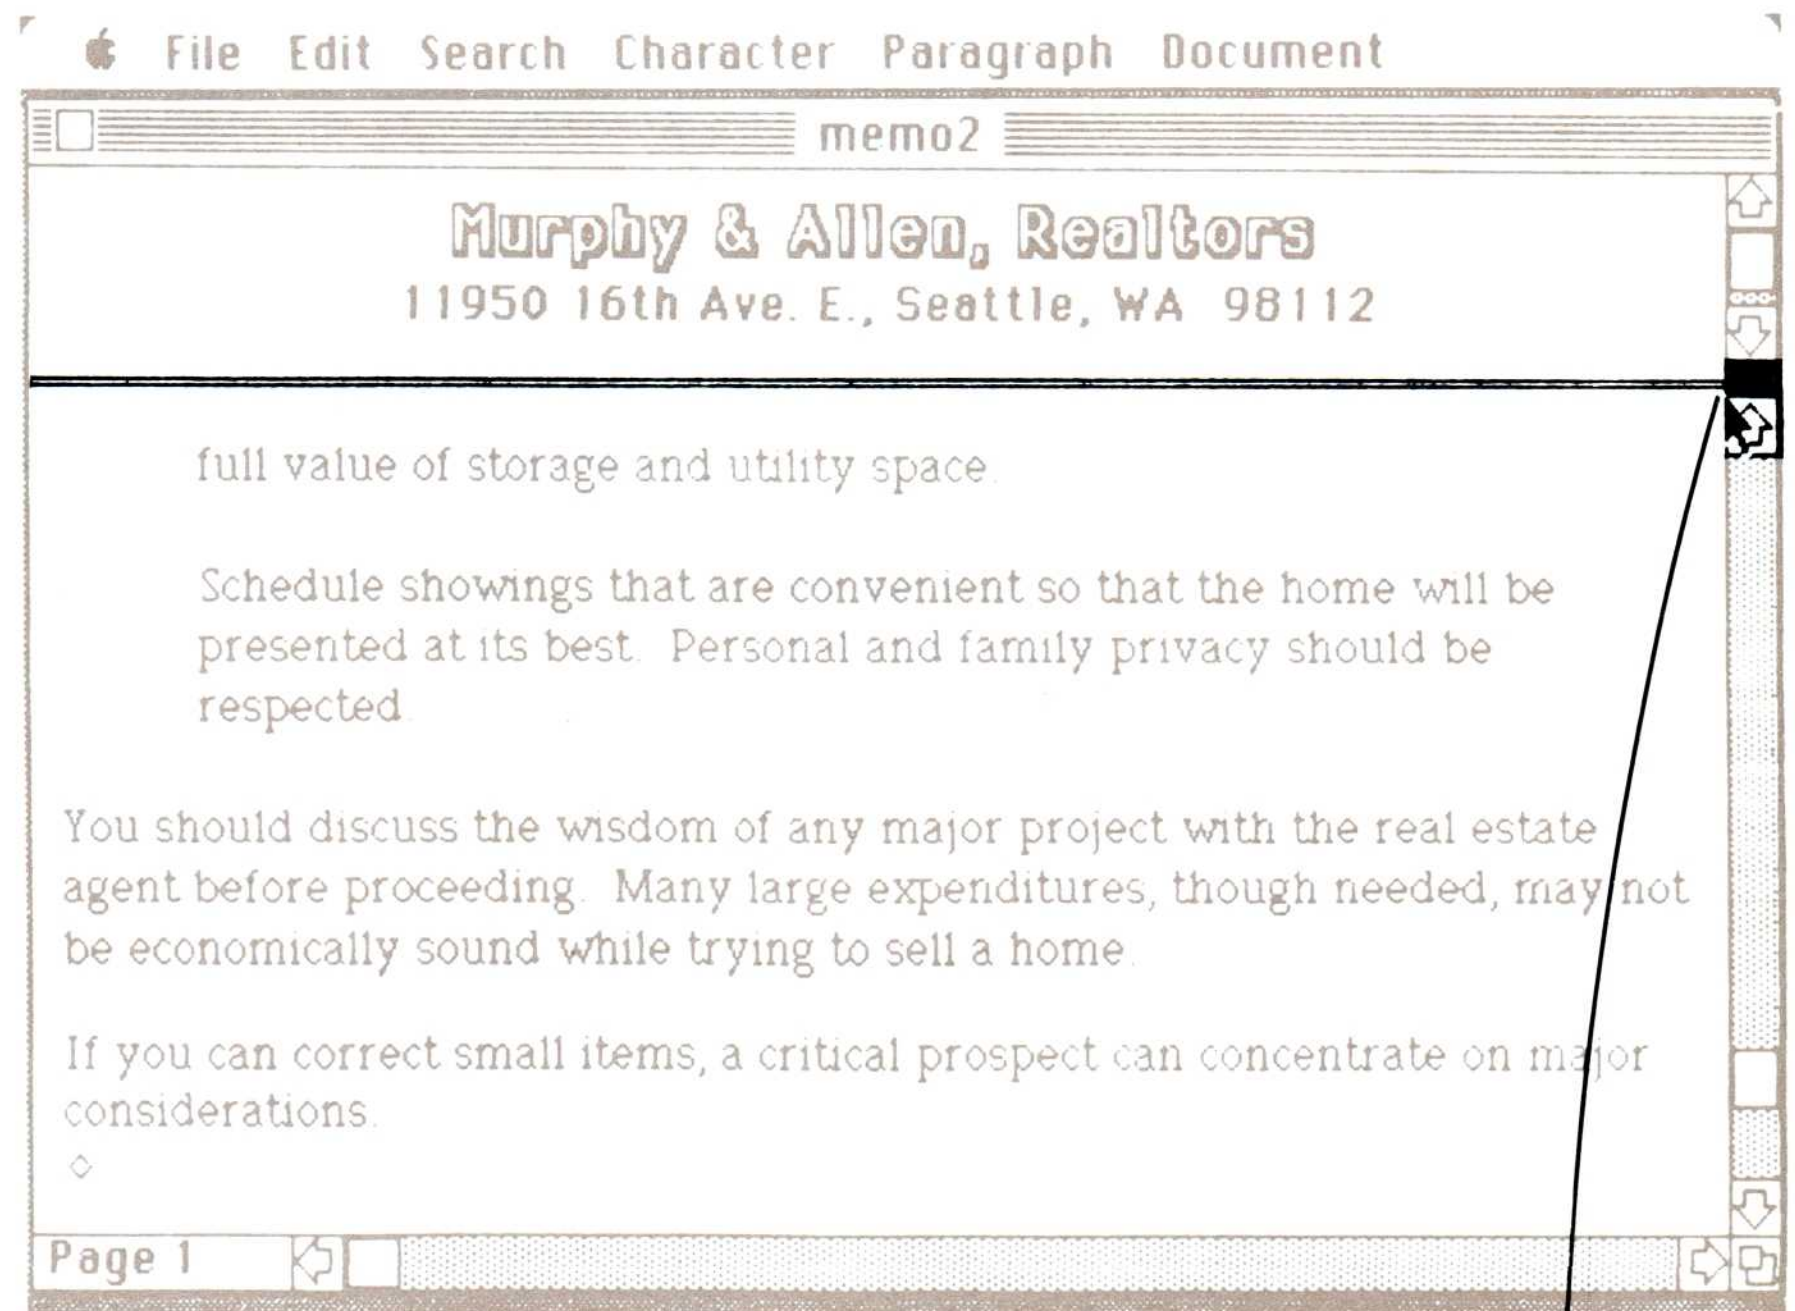 File Edit Search Character Paragraph Document
memo2
Murphy & Allen, Realtors
11950 16th Ave. E., Seattle, WA 98112
full value of storage and utility space.
Schedule showings that are convenient so that the home will be
presented at its best. Personal and family privacy should be
respected.
You should discuss the wisdom of any major project with the real estate
agent before proceeding. Many large expenditures, though needed, may not
be economically sound while trying to sell a home.
If you can correct small items, a critical prospect can concentrate on major
considerations.
Page 1